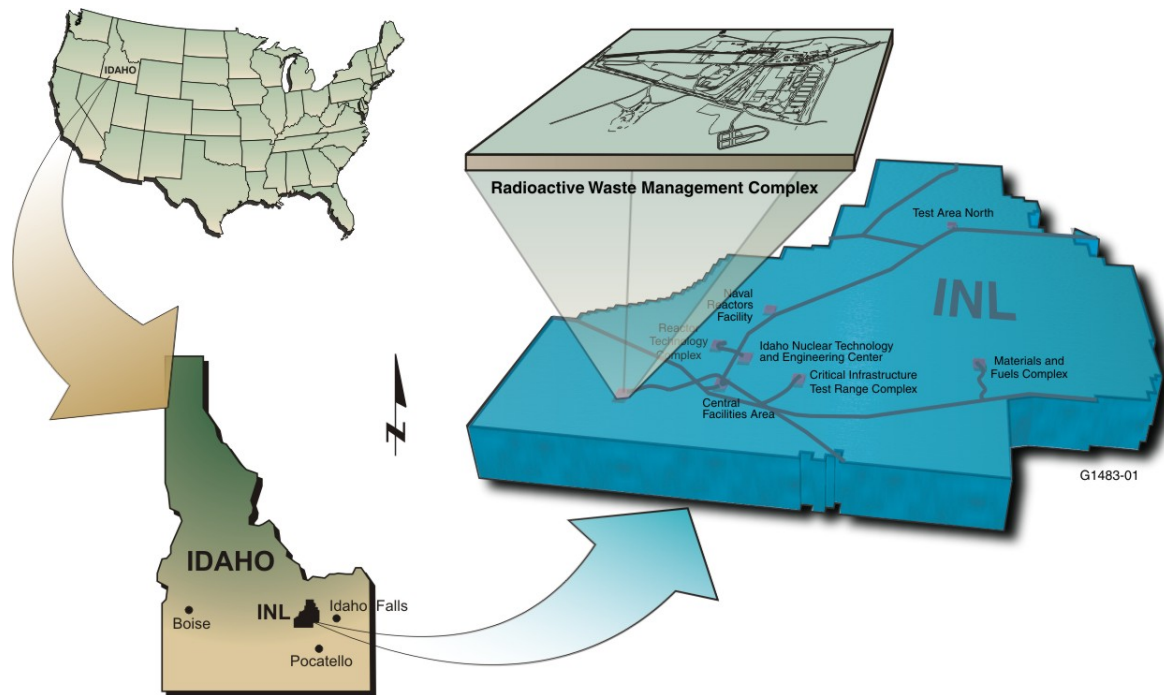 IDAHO
Radioactive Waste Management Complex
Test Area North
INL
Naval
Reactors
Facility
Reactor
Technology
Complex
Idaho Nuclear Technology
and Engineering Center
Critical Infrastructure
Test Range Complex
Materials and
Fuels Complex
Central
Facilities Area
G1483-01
N
IDAHO
INL
Idaho Falls
Boise
Pocatello